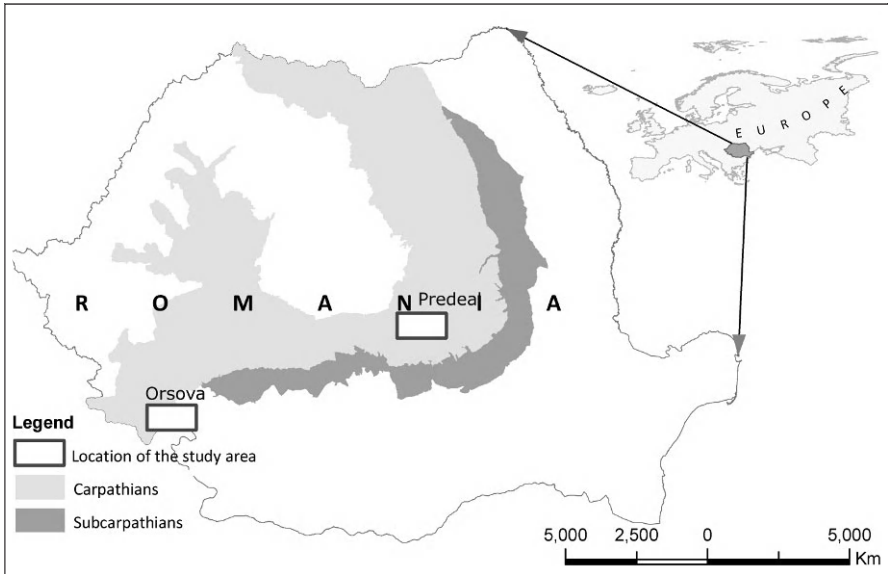 EUROPE
Predeal
ROMANIA
Orsova
Legend
Location of the study area
Carpathians
Subcarpathians
5,000 2,500 0 5,000
Km